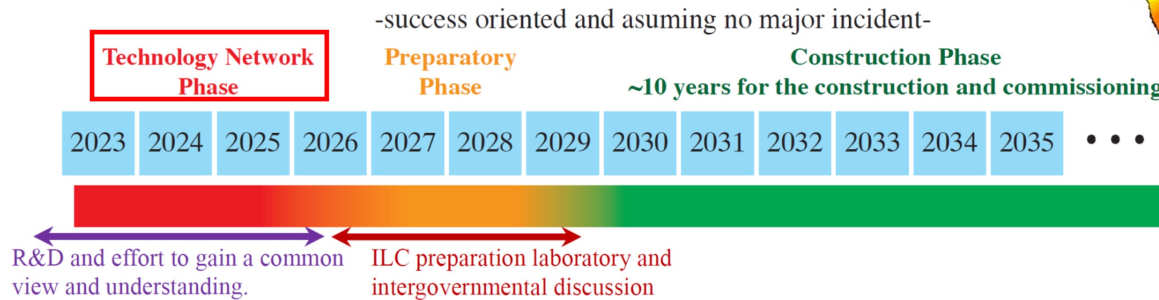 -success oriented and asuming no major incident-
Technology Network
Phase
Preparatory
Phase
Construction Phase
~10 years for the construction and commissioning
2023 2024 2025 2026 2027 2028 2029 2030 2031 2032 2033 2034 2035 • • •
R&D and effort to gain a common
view and understanding.
ILC preparation laboratory and
intergovernmental discussion